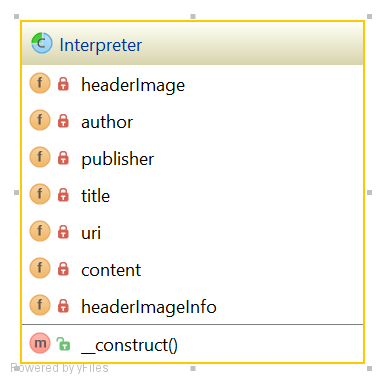 C Interpreter
f headerImage
f author
f publisher
f title
f uri
f content
f headerImageInfo
m __construct()
Powered by yFiles